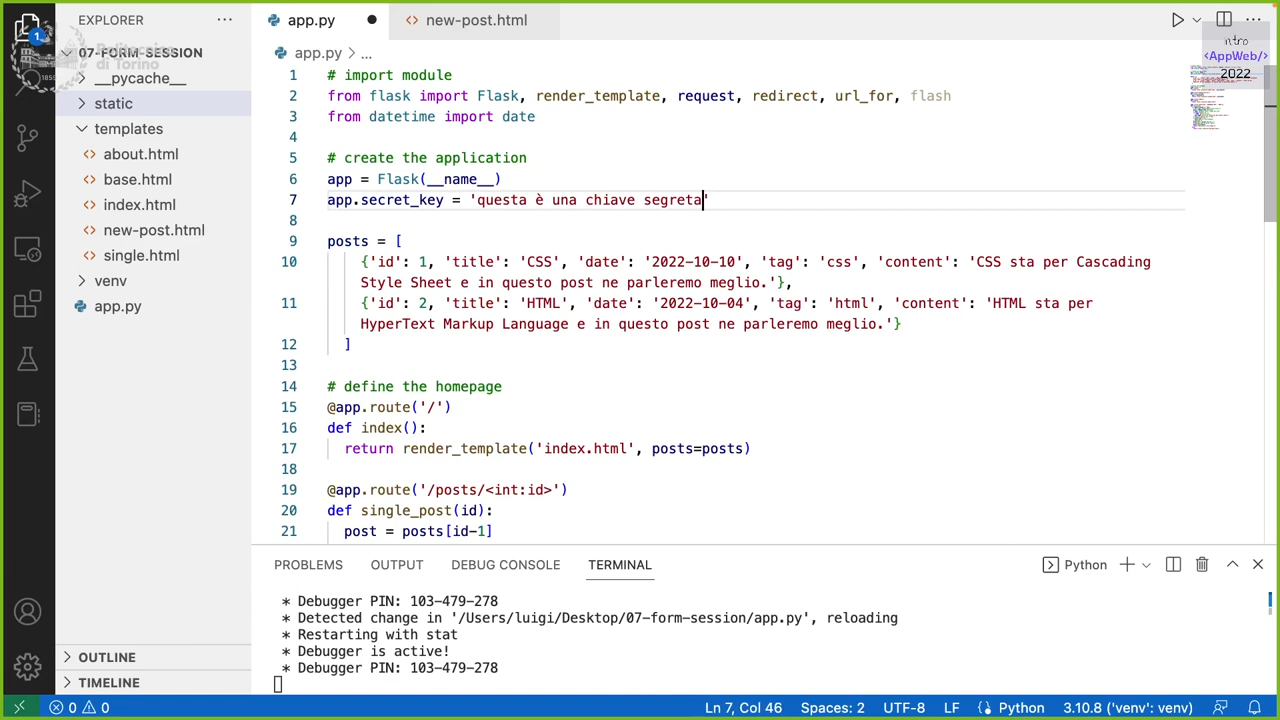 EXPLORER
app.py
new-post.html
07-FORM-SESSION
Politecnico
di Torino
1859
1
intro
<AppWeb/>
2022
__pycache__
static
templates
about.html
base.html
index.html
new-post.html
single.html
venv
app.py
OUTLINE
TIMELINE
app.py > ...
1 # import module
2 from flask import Flask, render_template, request, redirect, url_for, flash
3 from datetime import date
4
5 # create the application
6 app = Flask(__name__)
7 app.secret_key = 'questa è una chiave segreta'
8
9 posts = [
10 {'id': 1, 'title': 'CSS', 'date': '2022-10-10', 'tag': 'css', 'content': 'CSS sta per Cascading
Style Sheet e in questo post ne parleremo meglio.'},
11 {'id': 2, 'title': 'HTML', 'date': '2022-10-04', 'tag': 'html', 'content': 'HTML sta per
HyperText Markup Language e in questo post ne parleremo meglio.'}
12 ]
13
14 # define the homepage
15 @app.route('/')
16 def index():
17 return render_template('index.html', posts=posts)
18
19 @app.route('/posts/<int:id>')
20 def single_post(id):
21 post = posts[id-1]
PROBLEMS OUTPUT DEBUG CONSOLE TERMINAL
Python
* Debugger PIN: 103-479-278
* Detected change in '/Users/luigi/Desktop/07-form-session/app.py', reloading
* Restarting with stat
* Debugger is active!
* Debugger PIN: 103-479-278
0 0
Ln 7, Col 46 Spaces: 2 UTF-8 LF Python 3.10.8 ('venv': venv)